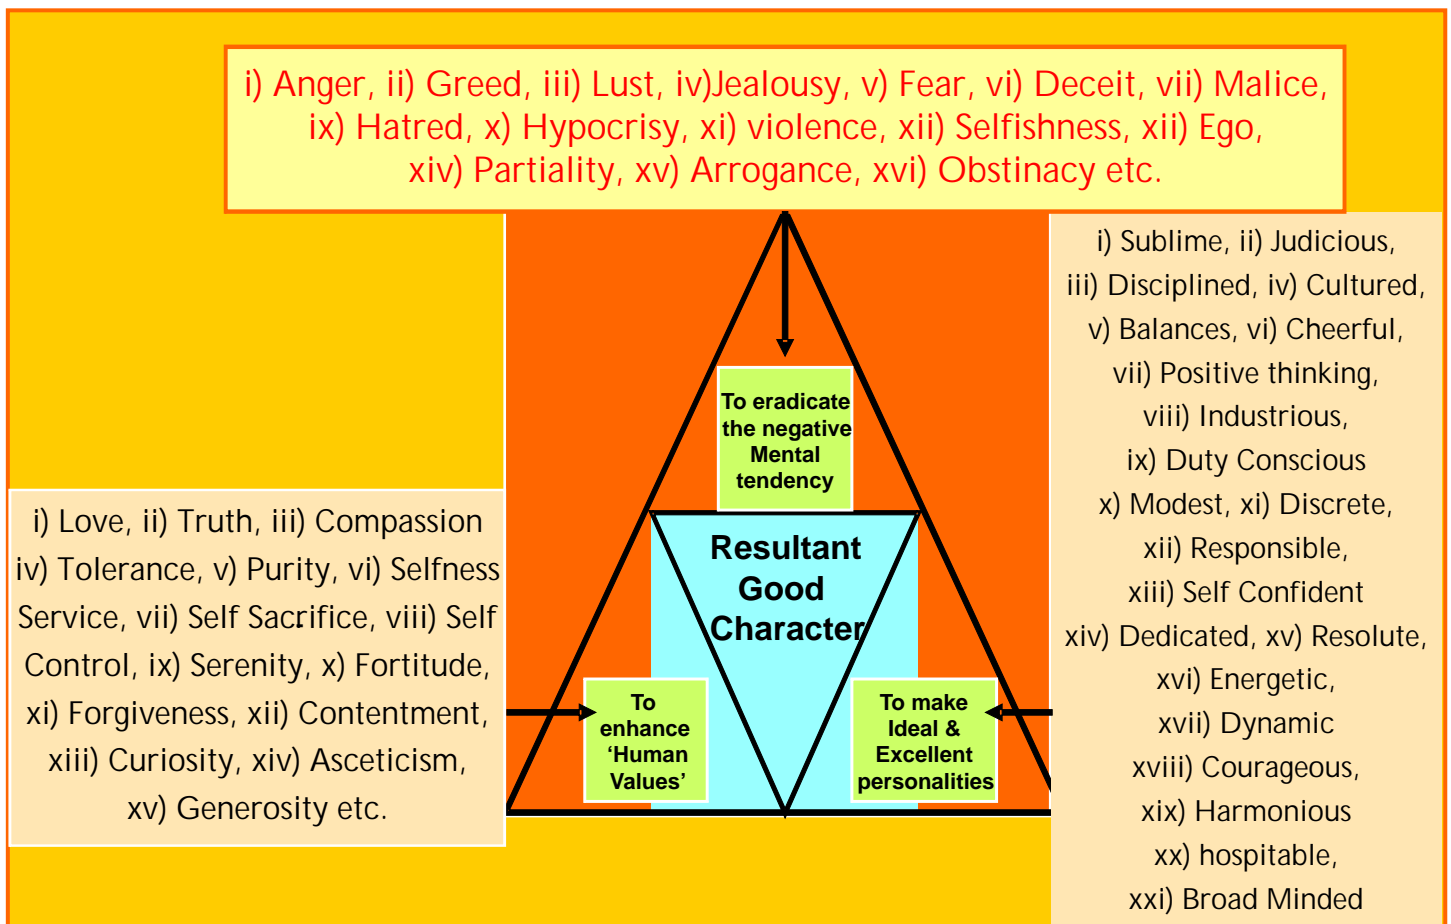 i) Anger, ii) Greed, iii) Lust, iv)Jealousy, v) Fear, vi) Deceit, vii) Malice,
ix) Hatred, x) Hypocrisy, xi) violence, xii) Selfishness, xii) Ego,
xiv) Partiality, xv) Arrogance, xvi) Obstinacy etc.
To eradicate
the negative
Mental
tendency
Resultant
Good
Character
To
enhance
‘Human
Values’
To make
Ideal &
Excellent
personalities
i) Love, ii) Truth, iii) Compassion
iv) Tolerance, v) Purity, vi) Selfness
Service, vii) Self Sacrifice, viii) Self
Control, ix) Serenity, x) Fortitude,
xi) Forgiveness, xii) Contentment,
xiii) Curiosity, xiv) Asceticism,
xv) Generosity etc.
i) Sublime, ii) Judicious,
iii) Disciplined, iv) Cultured,
v) Balances, vi) Cheerful,
vii) Positive thinking,
viii) Industrious,
ix) Duty Conscious
x) Modest, xi) Discrete,
xii) Responsible,
xiii) Self Confident
xiv) Dedicated, xv) Resolute,
xvi) Energetic,
xvii) Dynamic
xviii) Courageous,
xix) Harmonious
xx) hospitable,
xxi) Broad Minded